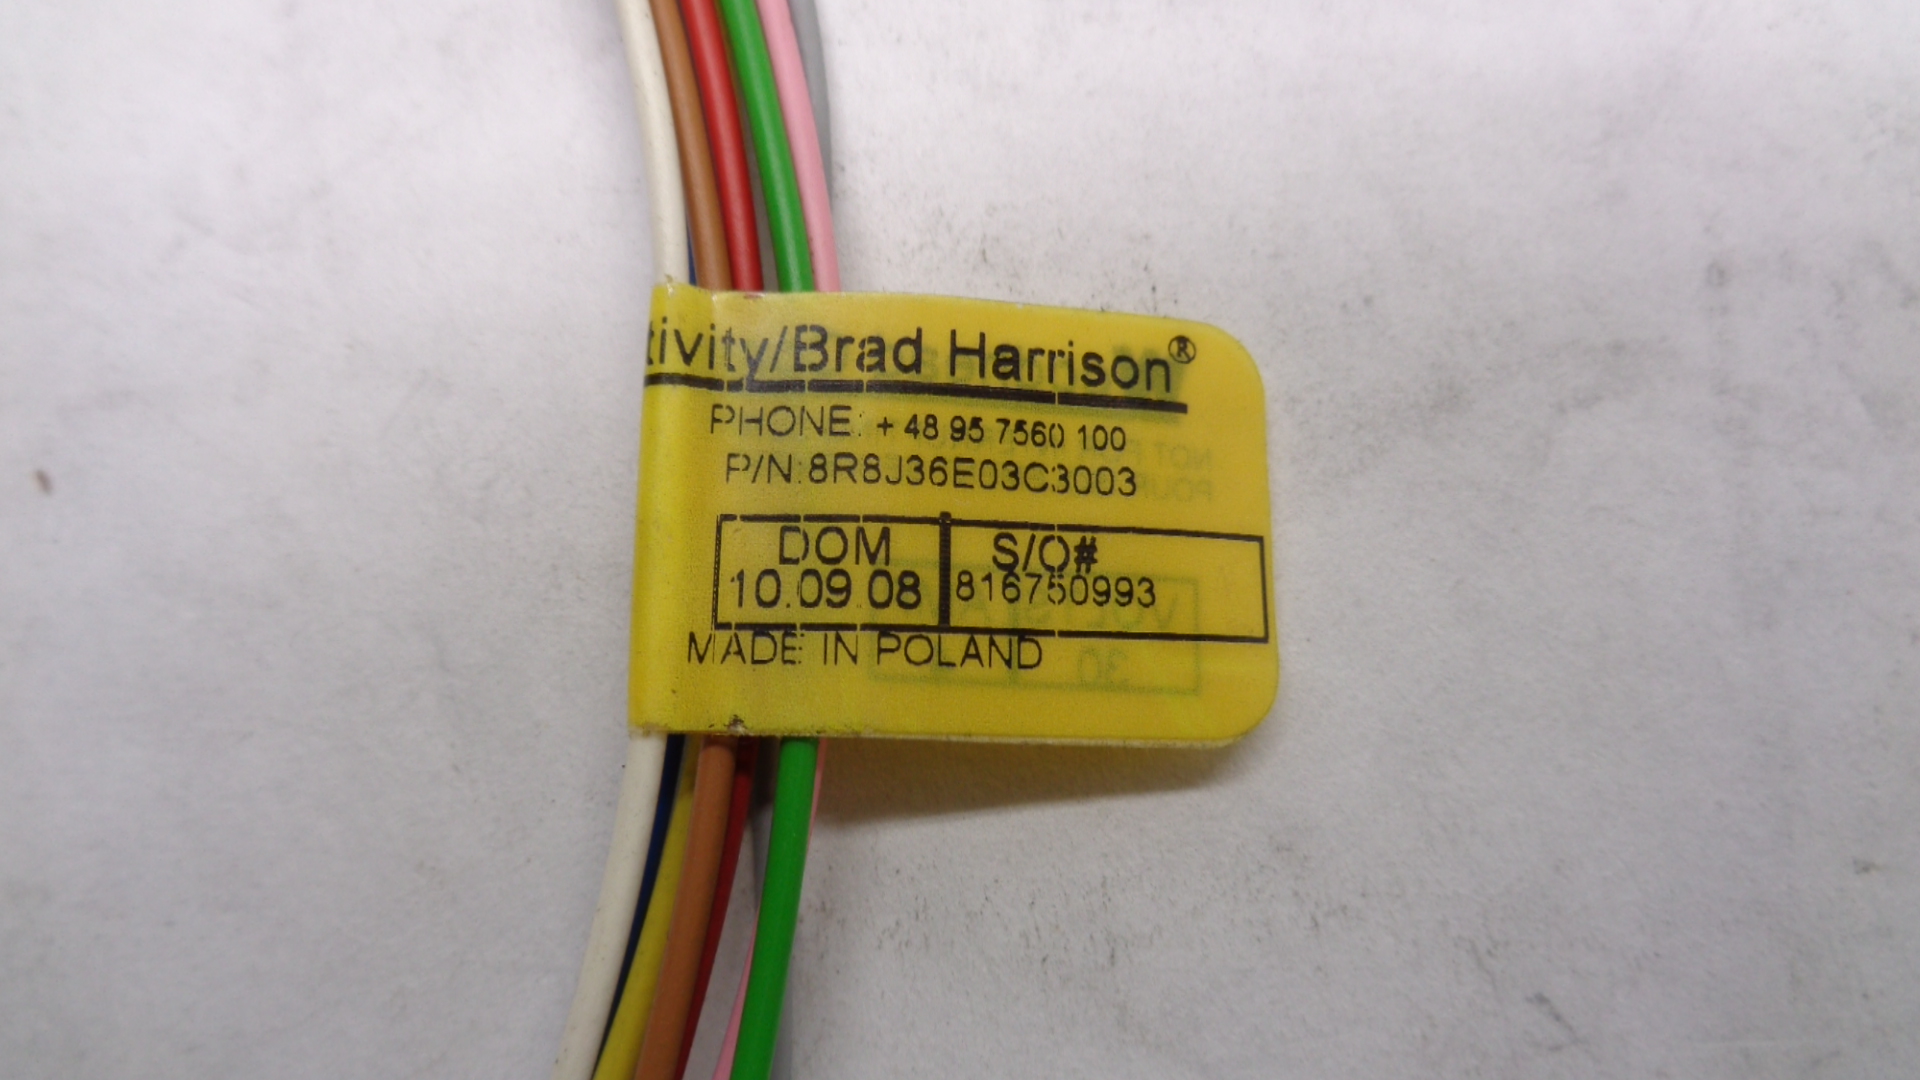 tivity/Brad Harrison®
PHONE: + 48 95 7560 100
P/N:8R8J36E03C3003
DOM S/O#
10.09.08 816750993
MADE IN POLAND